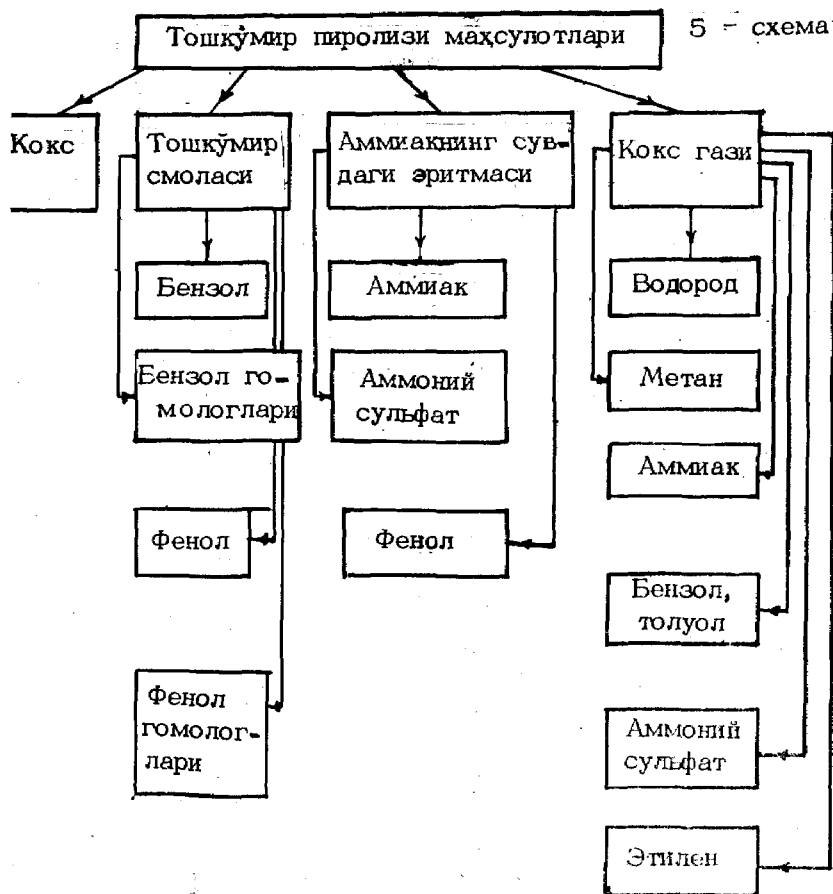 Тошкўмир пиролизи маҳсулотлари
5 - схема
Кокс
Тошкўмир
смоласи
Аммиакнинг сув-
даги эритмаси
Кокс гази
Бензол
Аммиак
Водород
Бензол го-
мологлари
Аммоний
сульфат
Метан
Аммиак
Фенол
Фенол
Бензол,
толуол
Фенол
гомолог-
лари
Аммоний
сульфат
Этилен